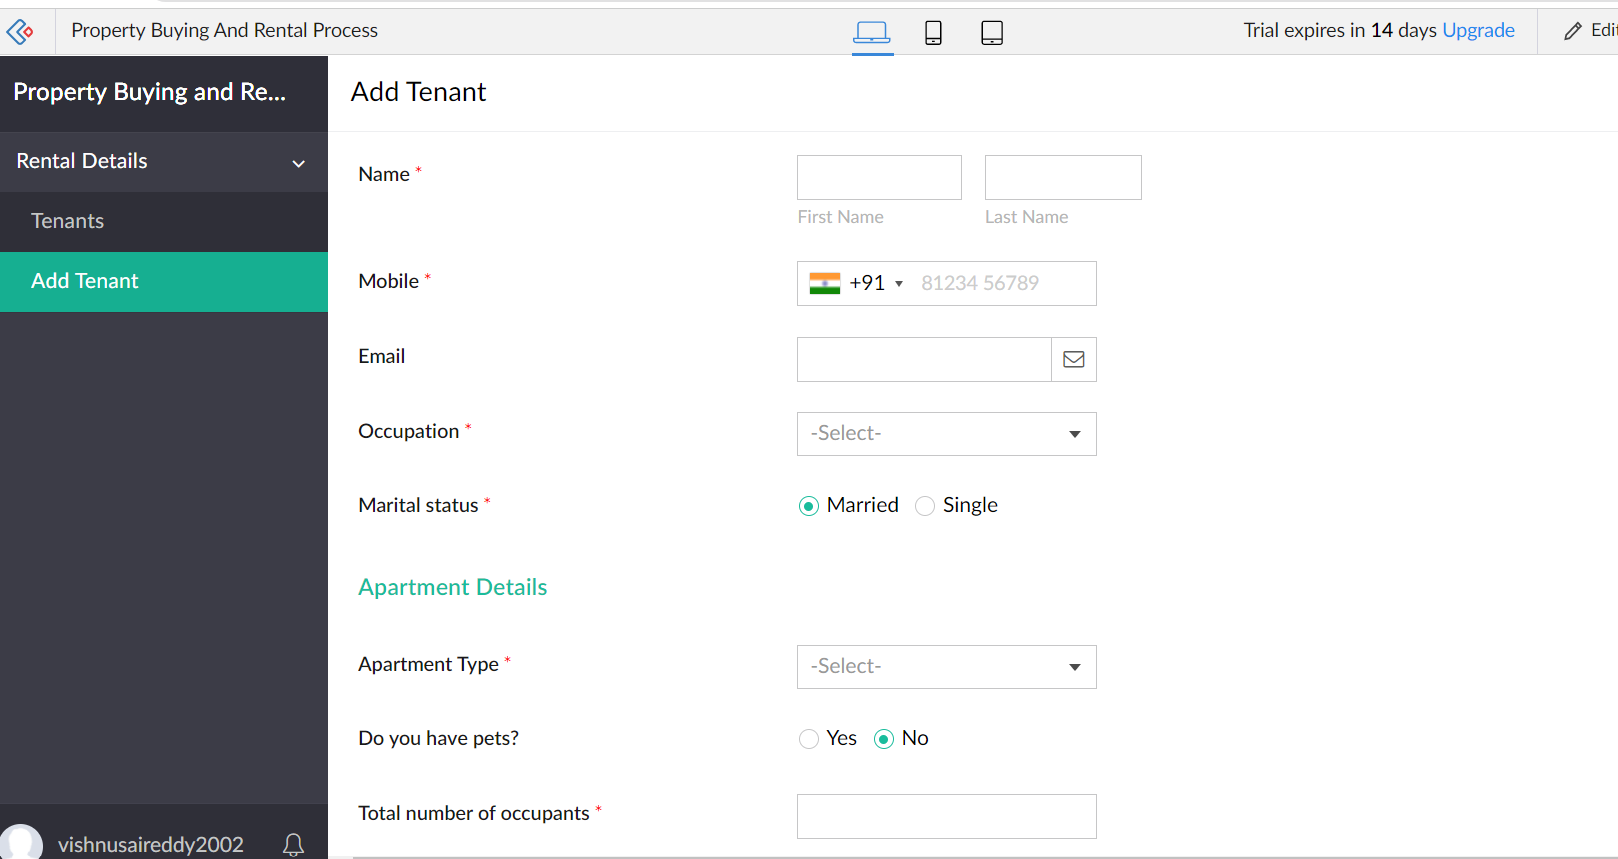 Property Buying And Rental Process
Trial expires in 14 days Upgrade
Edit
Property Buying and Re...
Rental Details
Tenants
Add Tenant
vishnusaireddy2002
Add Tenant
Name *
First Name
Last Name
Mobile *
+91 81234 56789
Email
Occupation *
-Select-
Marital status *
Married Single
Apartment Details
Apartment Type *
-Select-
Do you have pets?
Yes No
Total number of occupants *